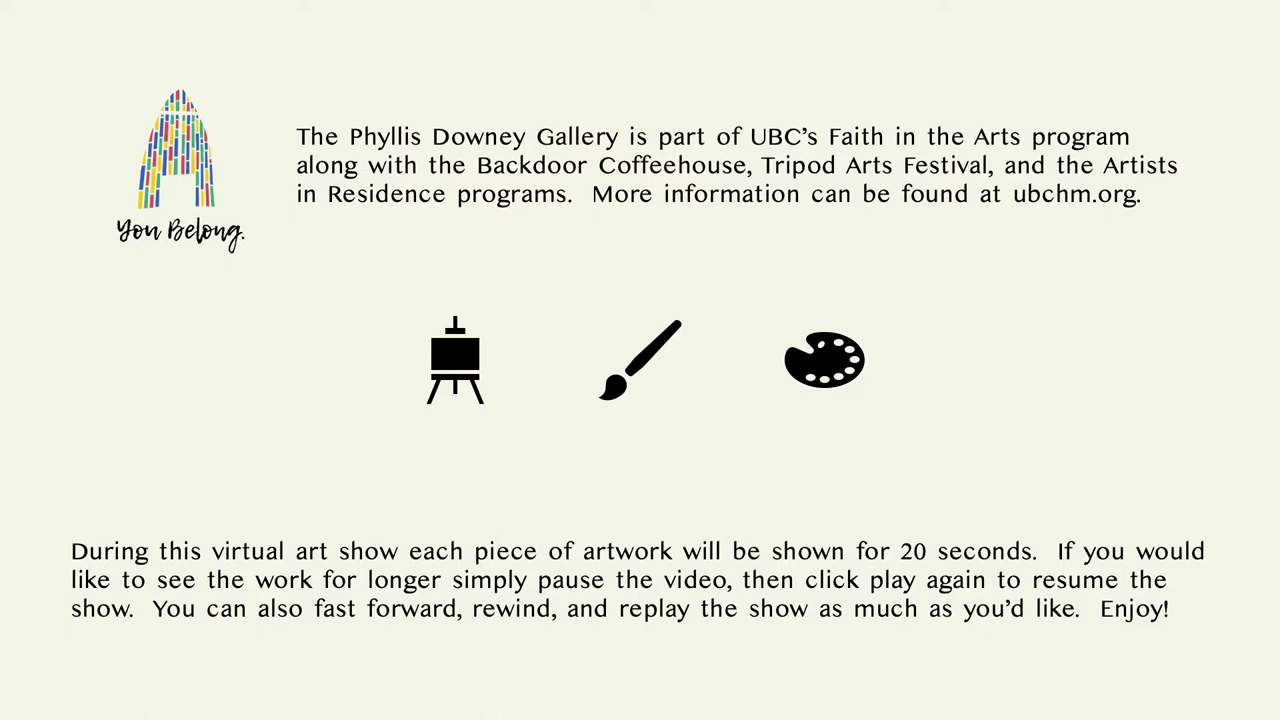 The Phyllis Downey Gallery is part of UBC’s Faith in the Arts program
along with the Backdoor Coffeehouse, Tripod Arts Festival, and the Artists
in Residence programs.  More information can be found at ubchm.org.
You Belong.
During this virtual art show each piece of artwork will be shown for 20 seconds.  If you would
like to see the work for longer simply pause the video, then click play again to resume the
show.  You can also fast forward, rewind, and replay the show as much as you’d like.  Enjoy!